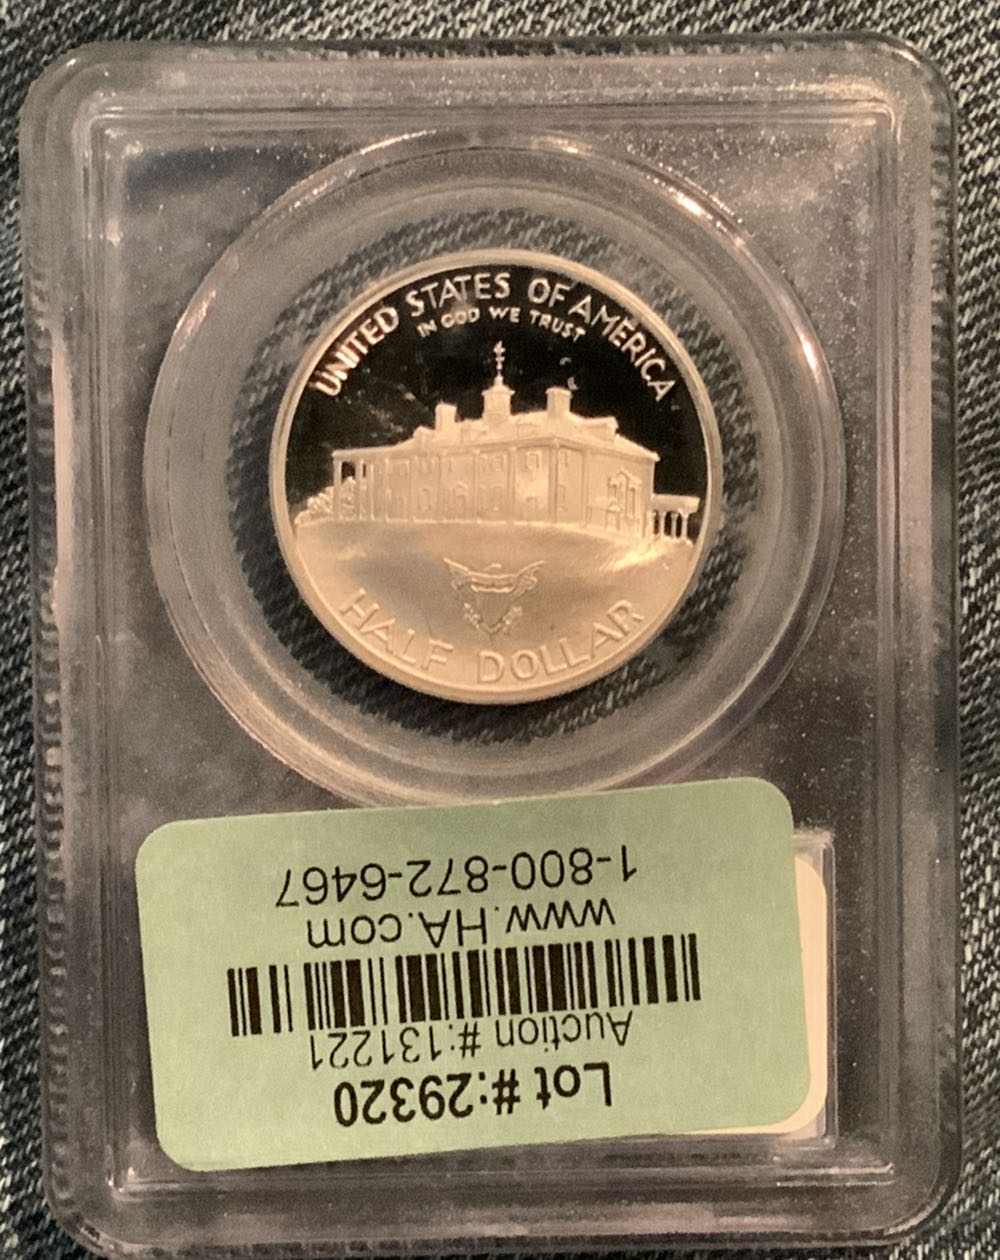 UNITED STATES OF AMERICA
IN GOD WE TRUST
HALF DOLLAR
Lot #:29320
Auction #:131221
www.HA.com
1-800-872-6467